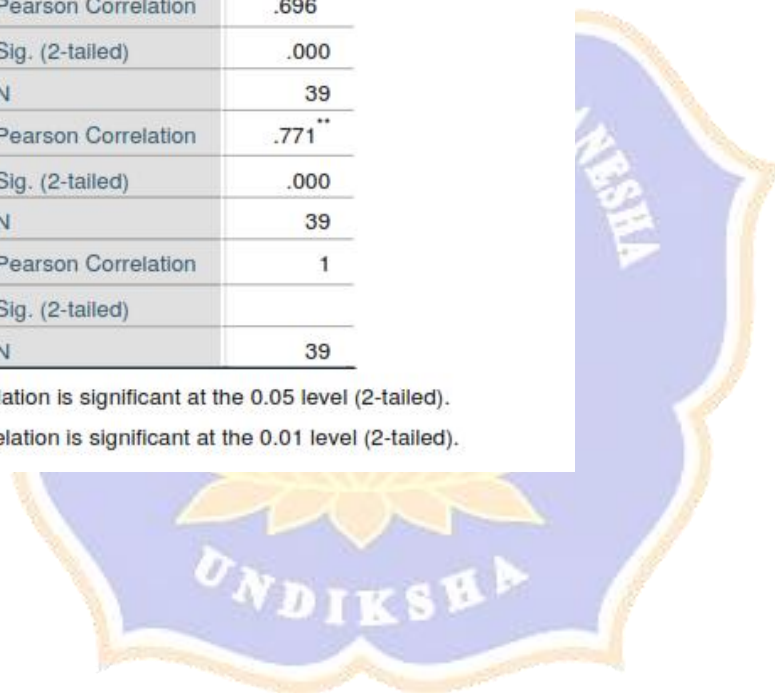 Pearson Correlation .696
Sig. (2-tailed) .000
N 39
Pearson Correlation .771**
Sig. (2-tailed) .000
N 39
Pearson Correlation 1
Sig. (2-tailed)
N 39
is significant at the 0.05 level (2-tailed).
is significant at the 0.01 level (2-tailed).
UNDIKSHA